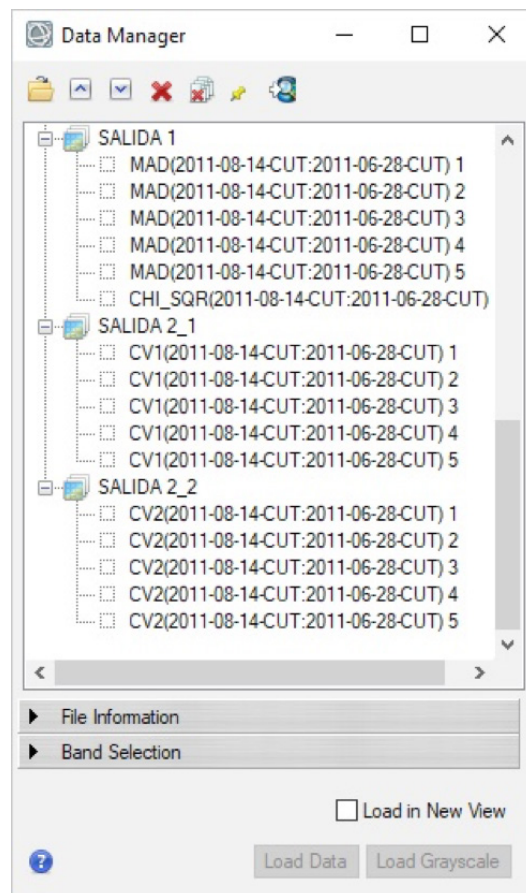 Data Manager
SALIDA 1
MAD(2011-08-14-CUT:2011-06-28-CUT) 1
MAD(2011-08-14-CUT:2011-06-28-CUT) 2
MAD(2011-08-14-CUT:2011-06-28-CUT) 3
MAD(2011-08-14-CUT:2011-06-28-CUT) 4
MAD(2011-08-14-CUT:2011-06-28-CUT) 5
CHI_SQR(2011-08-14-CUT:2011-06-28-CUT)
SALIDA 2_1
CV1(2011-08-14-CUT:2011-06-28-CUT) 1
CV1(2011-08-14-CUT:2011-06-28-CUT) 2
CV1(2011-08-14-CUT:2011-06-28-CUT) 3
CV1(2011-08-14-CUT:2011-06-28-CUT) 4
CV1(2011-08-14-CUT:2011-06-28-CUT) 5
SALIDA 2_2
CV2(2011-08-14-CUT:2011-06-28-CUT) 1
CV2(2011-08-14-CUT:2011-06-28-CUT) 2
CV2(2011-08-14-CUT:2011-06-28-CUT) 3
CV2(2011-08-14-CUT:2011-06-28-CUT) 4
CV2(2011-08-14-CUT:2011-06-28-CUT) 5
File Information
Band Selection
Load in New View
Load Data Load Grayscale